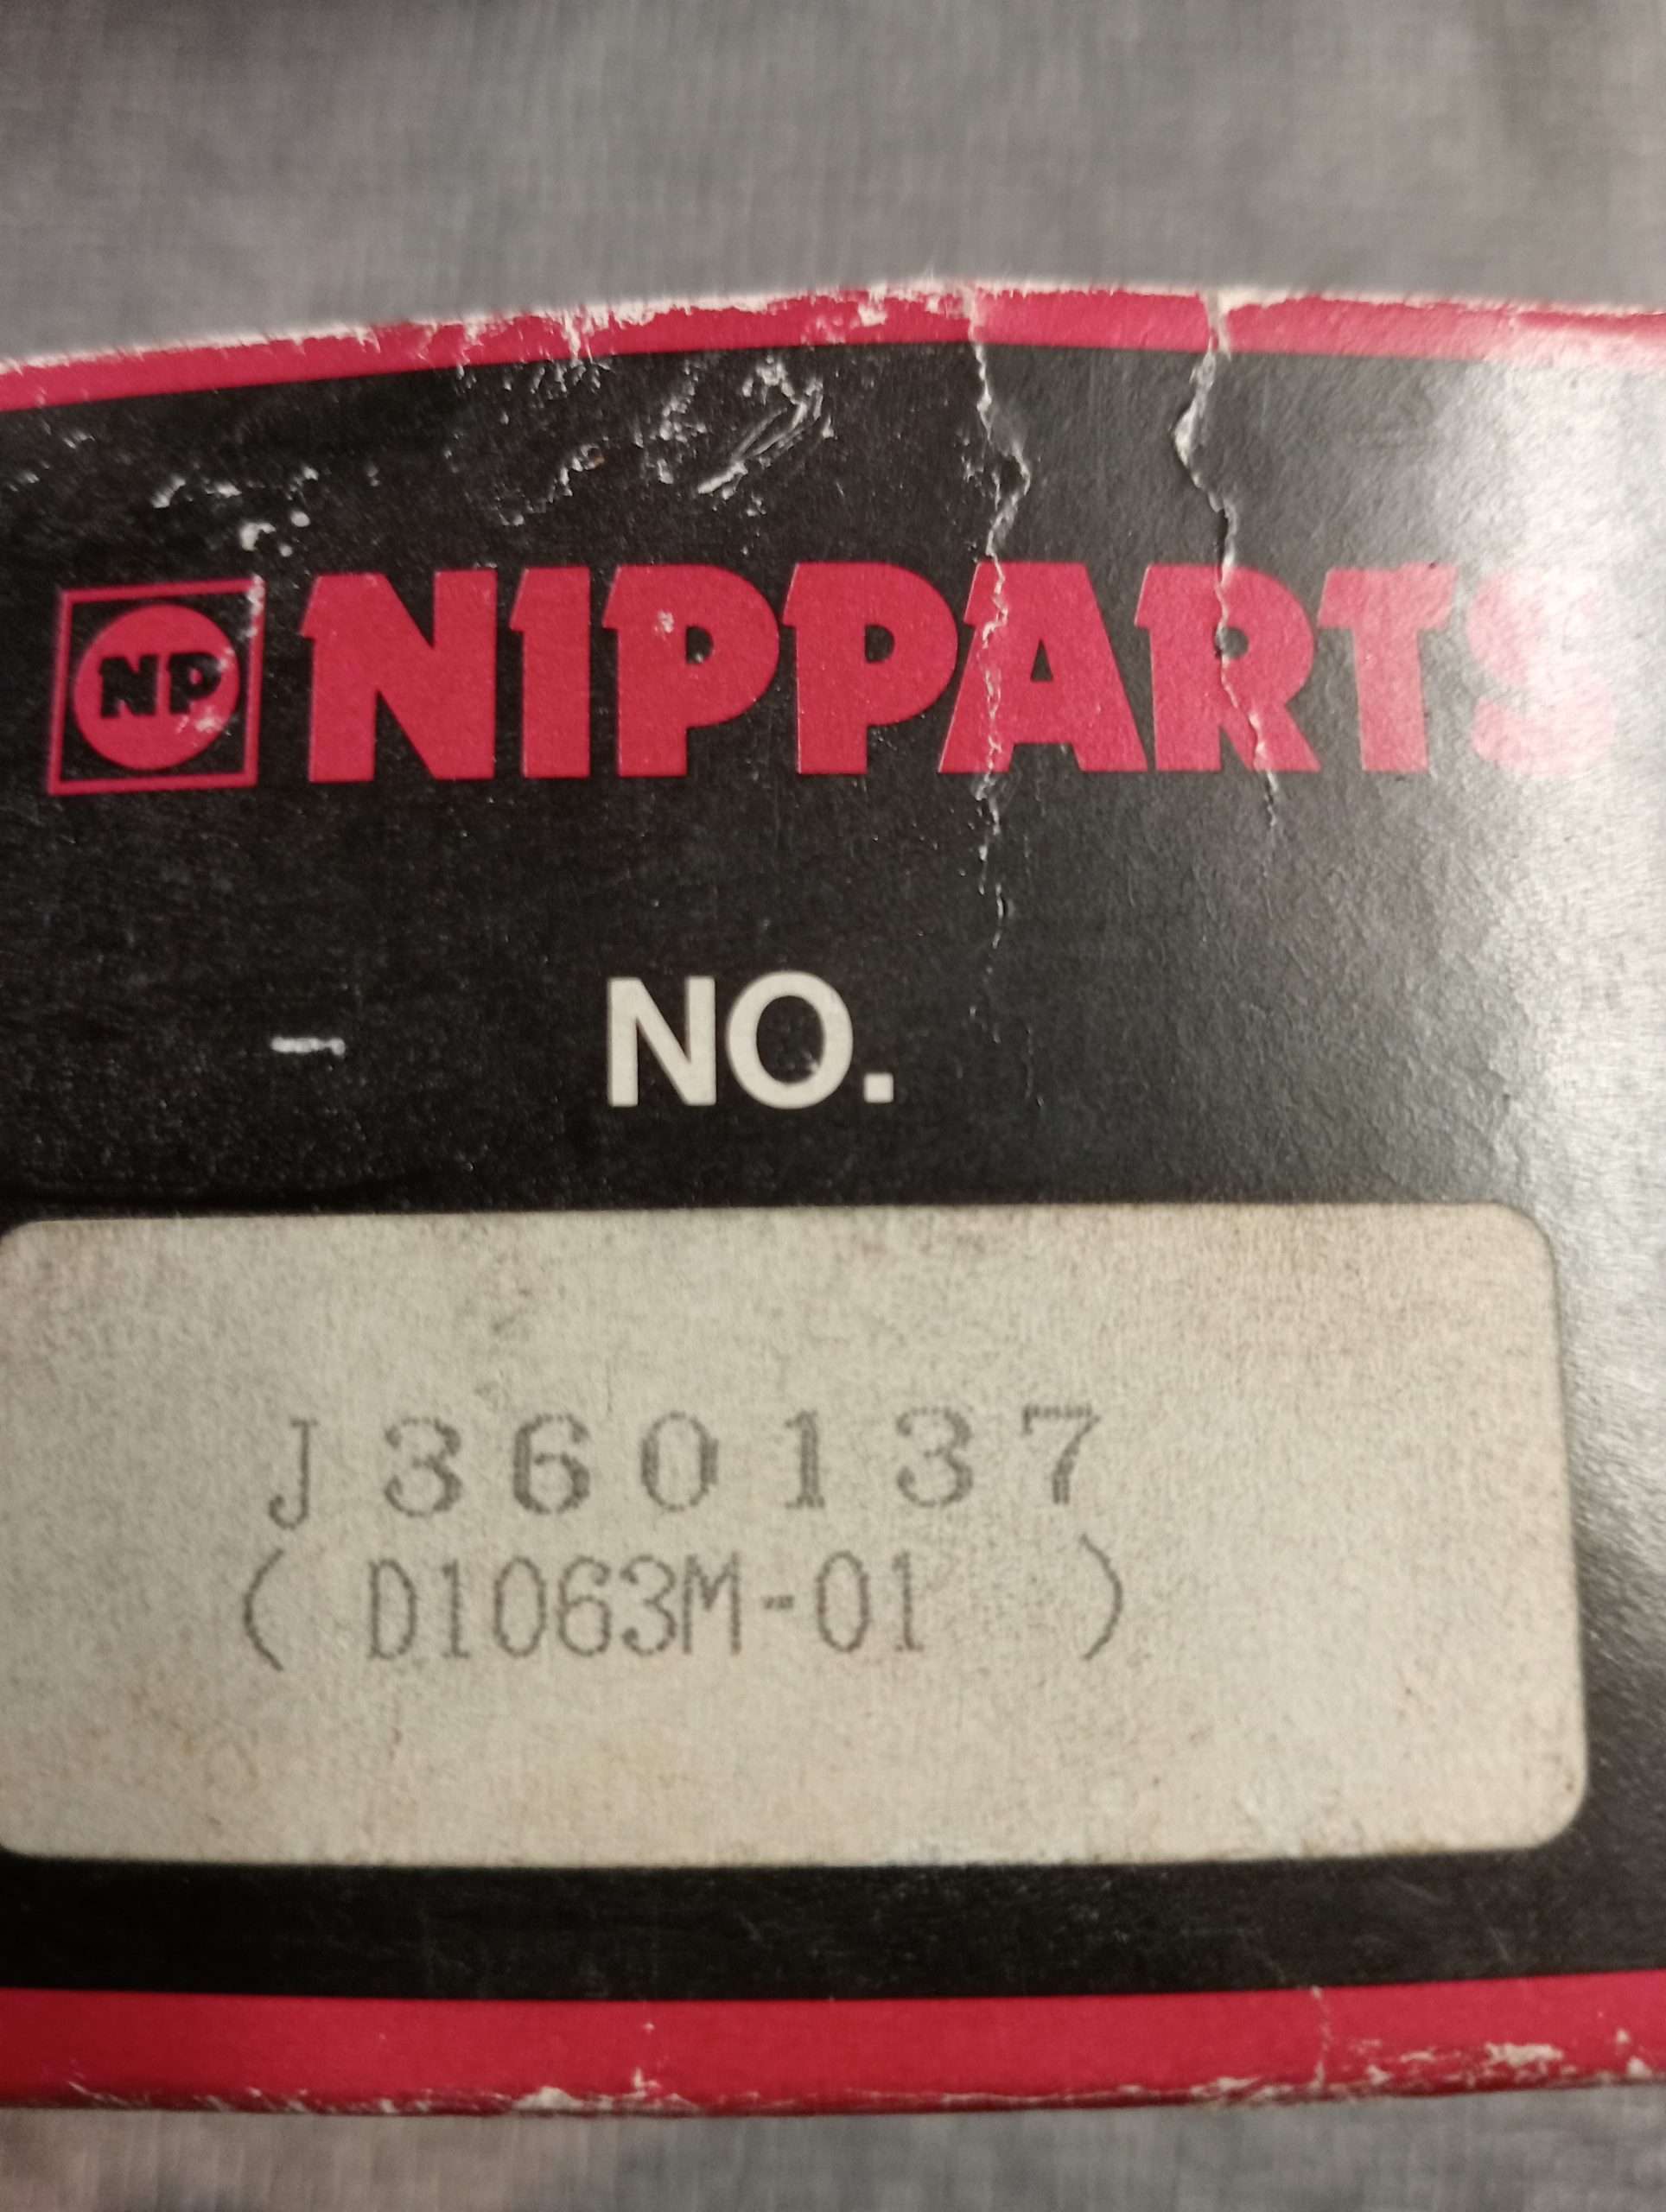 NP NIPPARTS
NO.
J360137
( D1063M-01 )